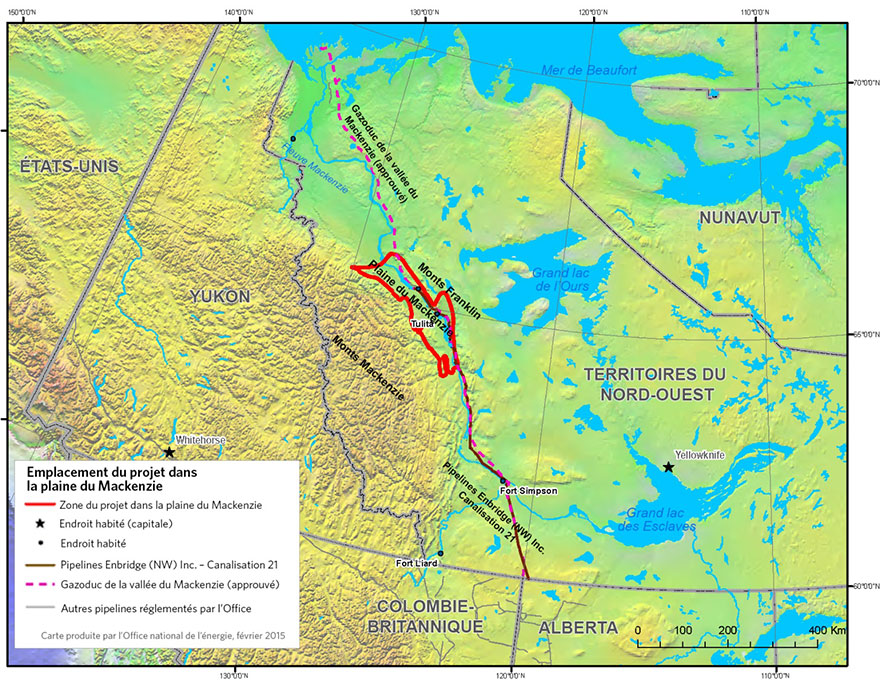 150°0'0"O
140°0'0"O
130°0'0"O
120°0'0"O
110°0'0"O
Mer de Beaufort
70°0'0"N
Gazoduc de la vallée du
Mackenzie (approuvé)
Fleuve Mackenzie
ÉTATS-UNIS
NUNAVUT
Grand lac
de l'Ours
Monts Franklin
Plaine du Mackenzie
YUKON
Tulita
65°0'0"N
Monts Mackenzie
TERRITOIRES DU
NORD-OUEST
Whitehorse
Yellowknife
Fort Simpson
Pipelines Enbridge (NW) Inc.
Canalisation 21
Grand lac
des Esclaves
Fort Liard
60°0'0"N
COLOMBIE-
BRITANNIQUE
ALBERTA
0 100 200 400 Km
Emplacement du projet dans
la plaine du Mackenzie
Zone du projet dans la plaine du Mackenzie
Endroit habité (capitale)
Endroit habité
Pipelines Enbridge (NW) Inc. – Canalisation 21
Gazoduc de la vallée du Mackenzie (approuvé)
Autres pipelines réglementés par l'Office
Carte produite par l'Office national de l'énergie, février 2015
130°0'0"O
120°0'0"O
110°0'0"O